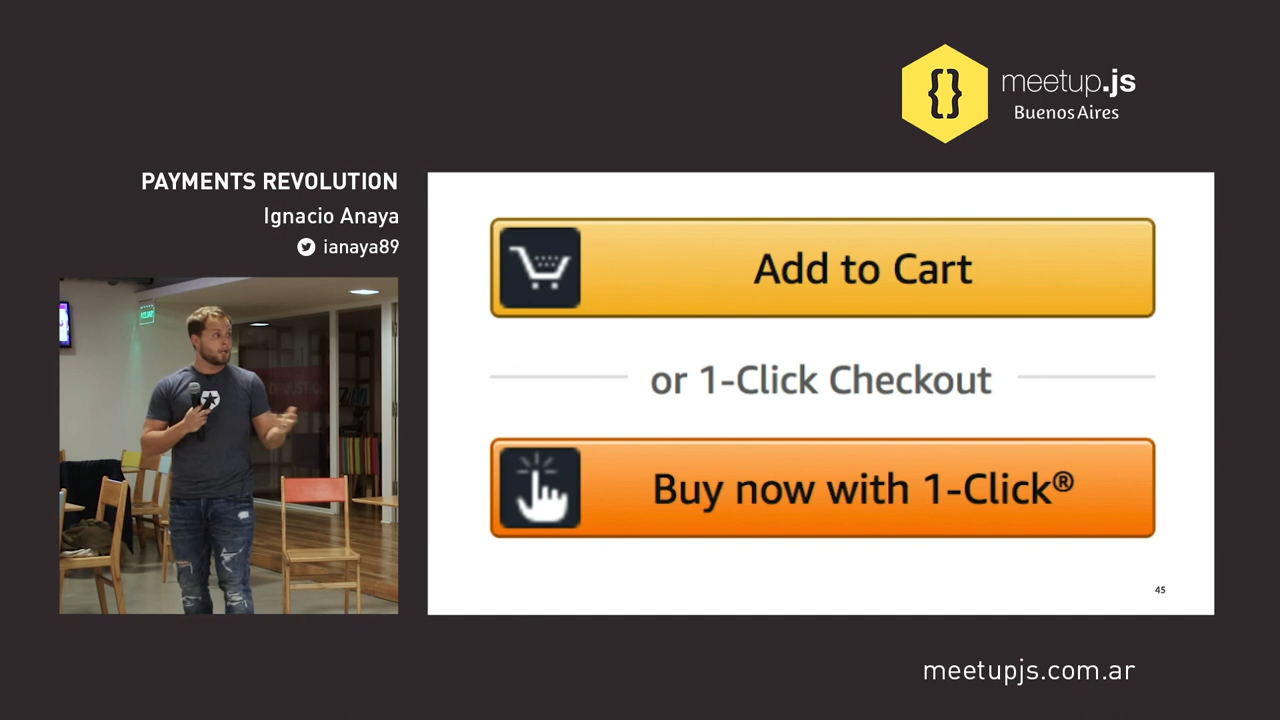 {}
meetup.js
Buenos Aires
PAYMENTS REVOLUTION
Ignacio Anaya
ianaya89
Add to Cart
or 1-Click Checkout
Buy now with 1-Click®
45
meetupjs.com.ar